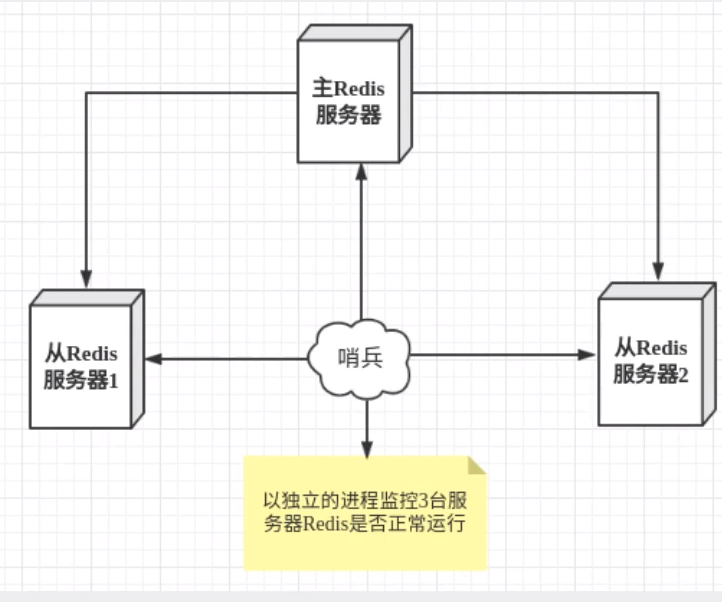 主Redis
服务器
从Redis
服务器1
哨兵
从Redis
服务器2
以独立的进程监控3台服
务器Redis是否正常运行